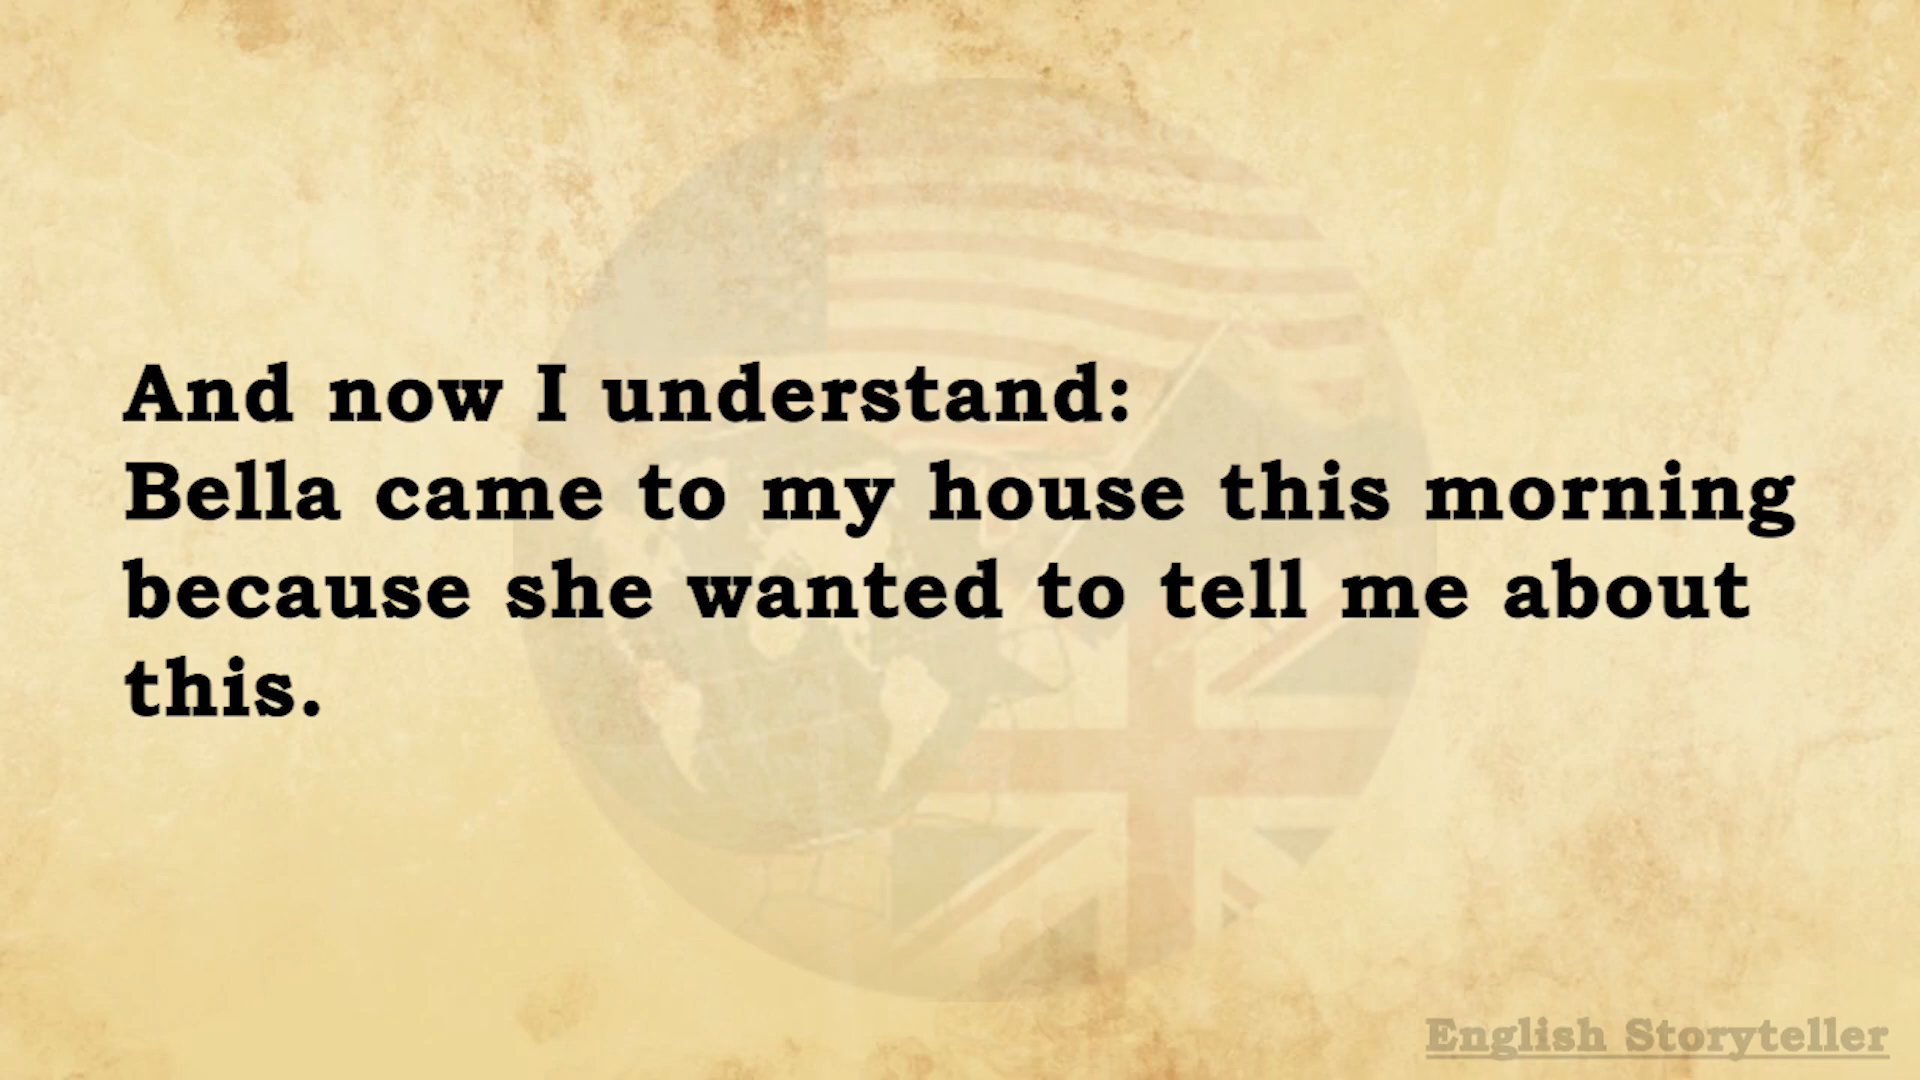 And now I understand:
Bella came to my house this morning
because she wanted to tell me about
this.
English Storyteller